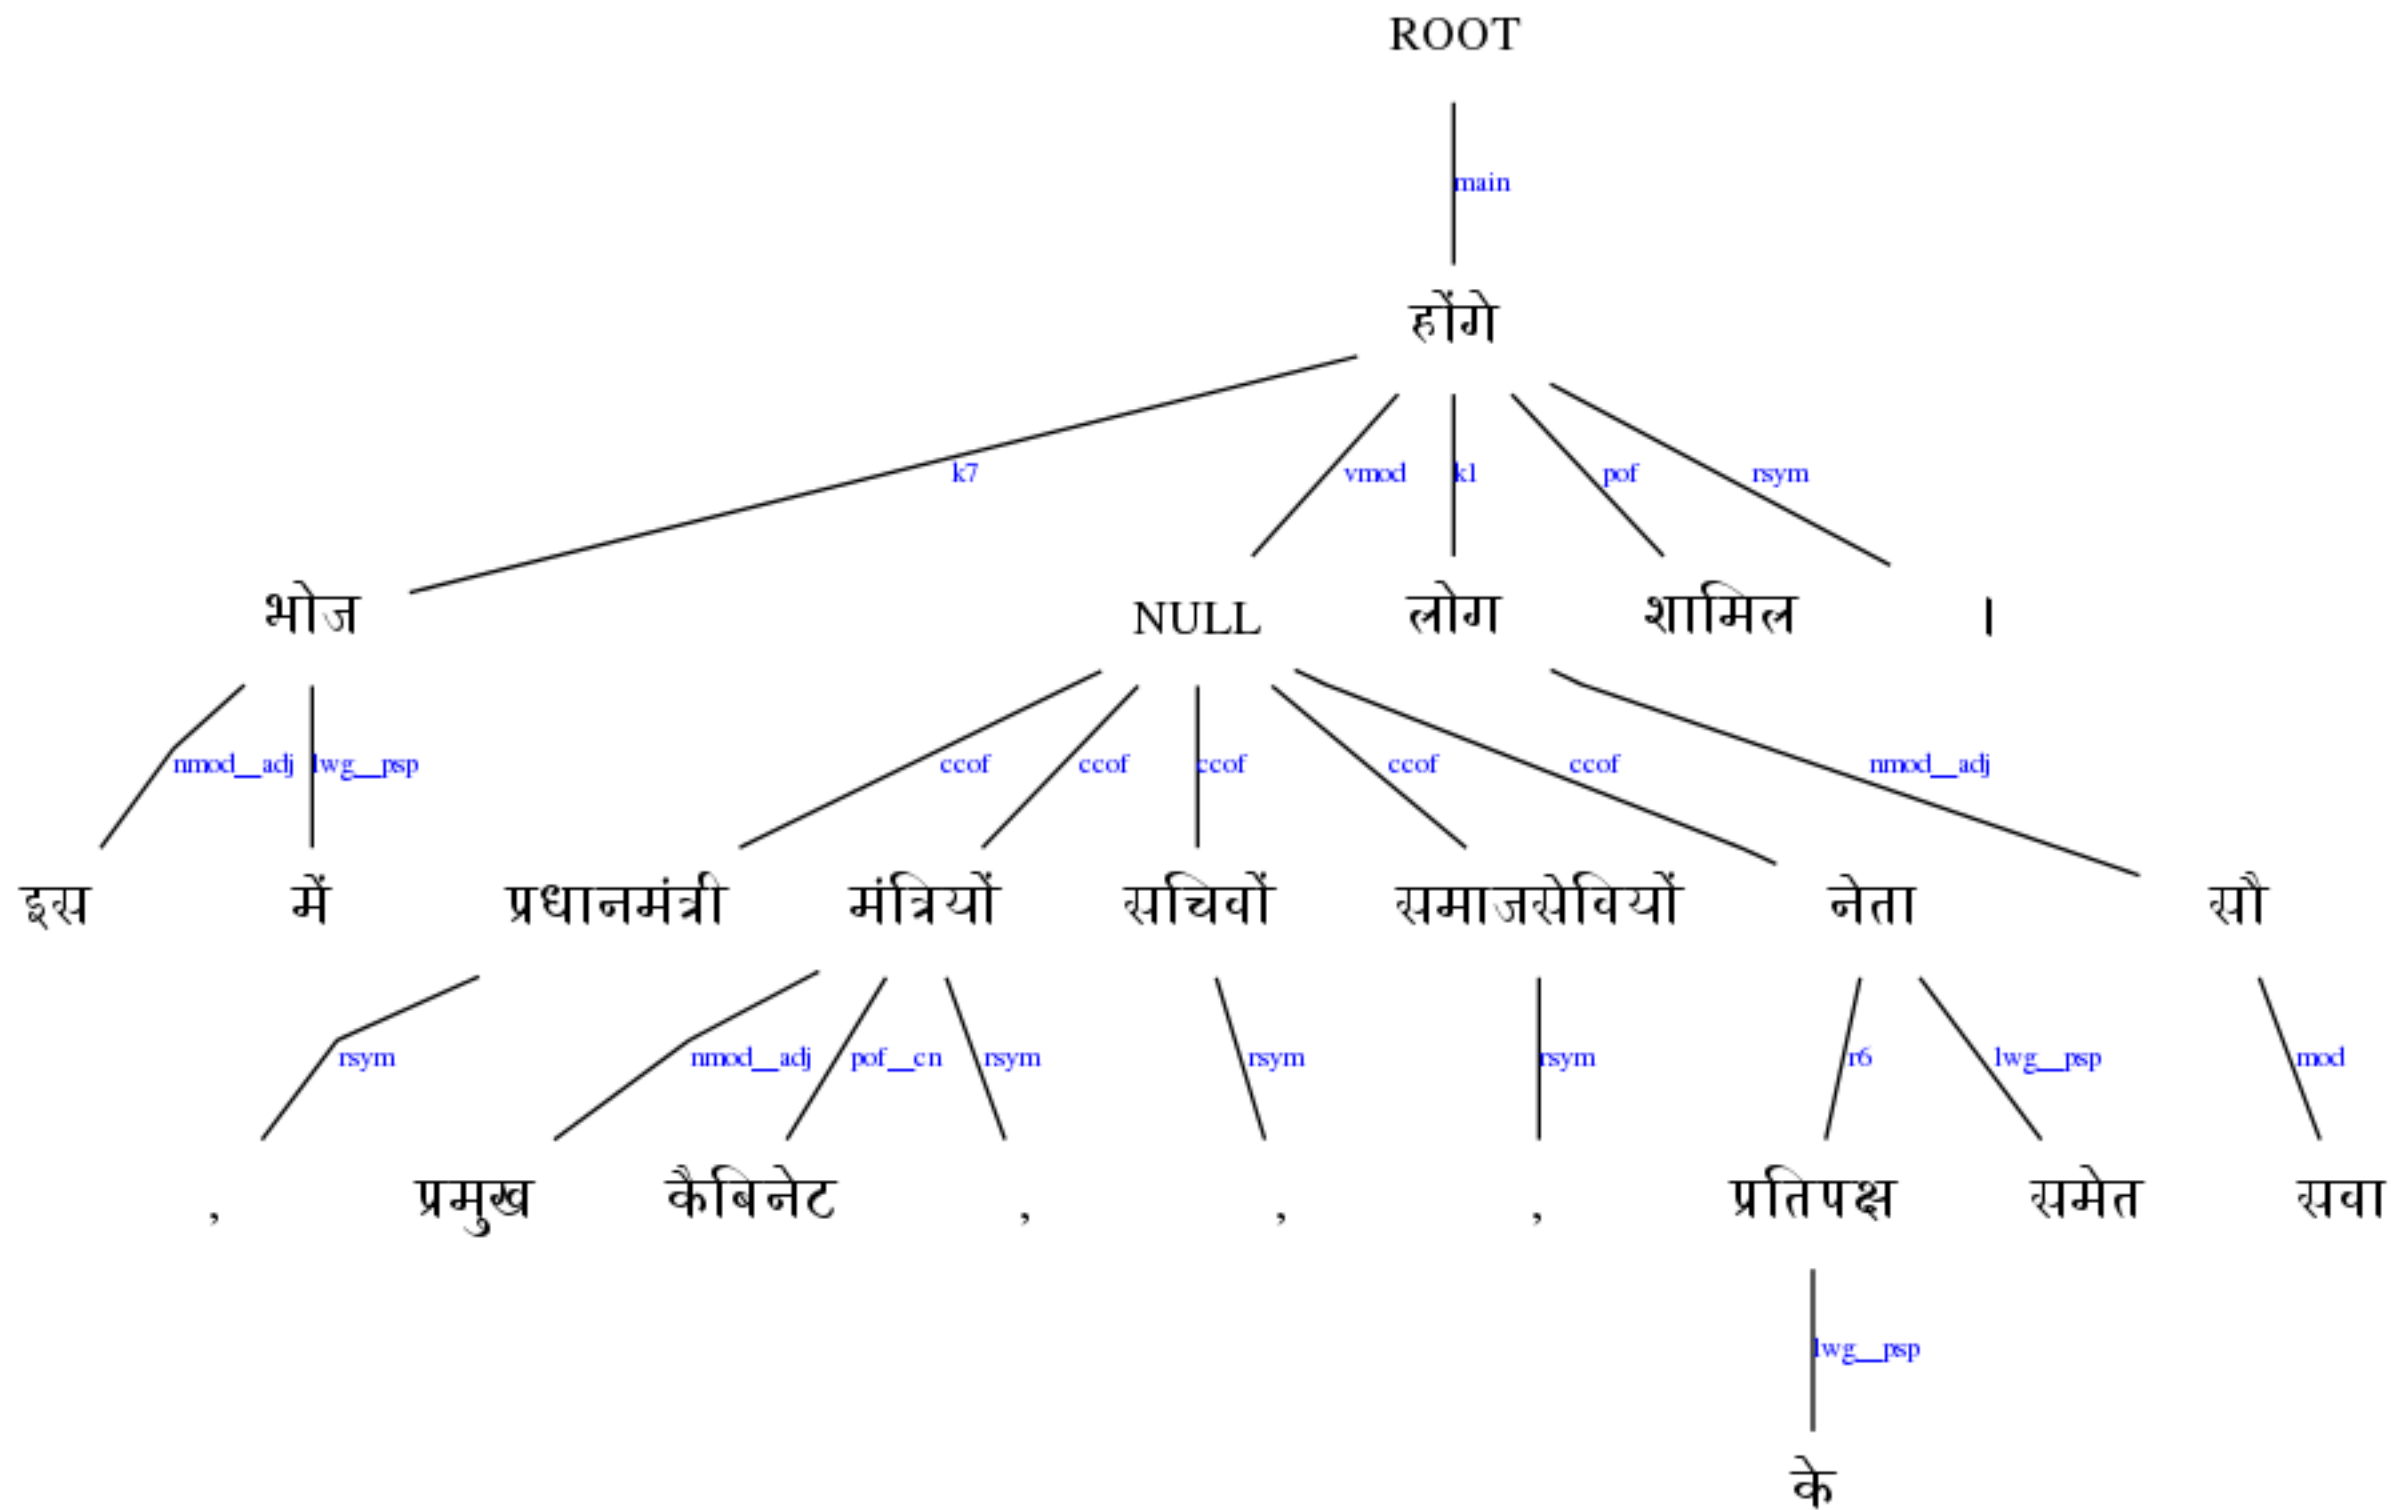 ROOT
main
होंगे
k7 vmod k1 pof rsym
भोज NULL लोग शामिल ।
nmod__adj lwg__psp ccof ccof ccof ccof ccof nmod__adj
इस में प्रधानमंत्री मंत्रियों सचिवों समाजसेवियों नेता सौ
rsym nmod__adj pof__cn rsym rsym rsym r6 lwg__psp mod
, प्रमुख कैबिनेट , , , प्रतिपक्ष समेत सवा
lwg__psp
के